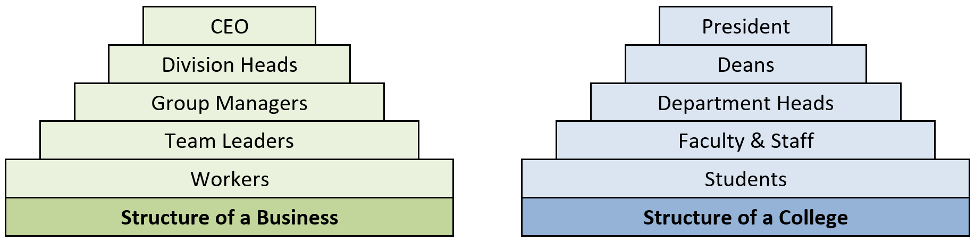 CEO
Division Heads
Group Managers
Team Leaders
Workers
Structure of a Business
President
Deans
Department Heads
Faculty & Staff
Students
Structure of a College